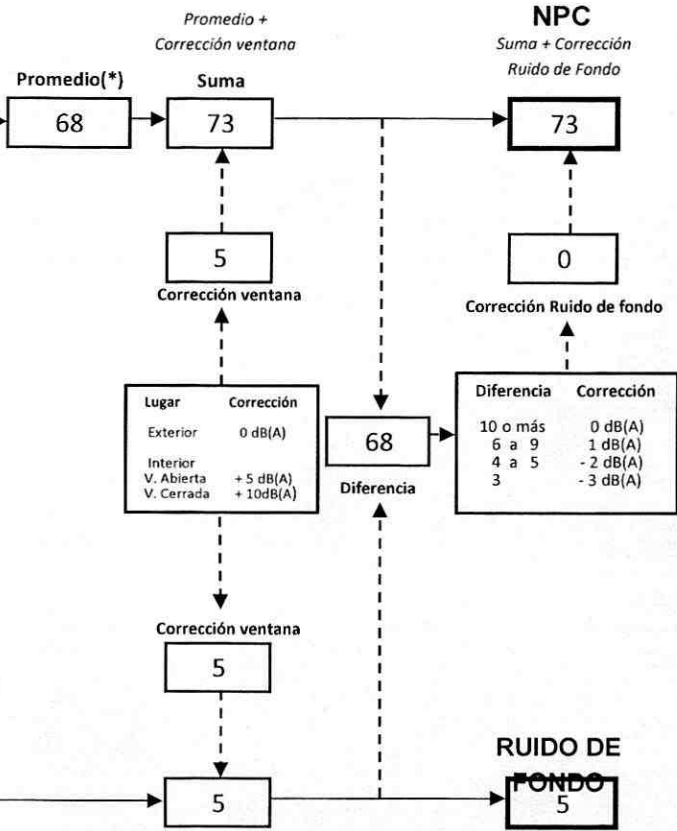 Promedio +
Corrección ventana
NPC
Suma + Corrección
Ruido de Fondo
Promedio(*)
Suma
68
73
73
5
0
Corrección ventana
Corrección Ruido de fondo
Lugar Corrección
Exterior 0 dB(A)
Interior
V. Abierta + 5 dB(A)
V. Cerrada + 10dB(A)
68
Diferencia
Diferencia Corrección
10 o más 0 dB(A)
6 a 9 1 dB(A)
4 a 5 - 2 dB(A)
3 - 3 dB(A)
Corrección ventana
5
RUIDO DE
FONDO
5
5